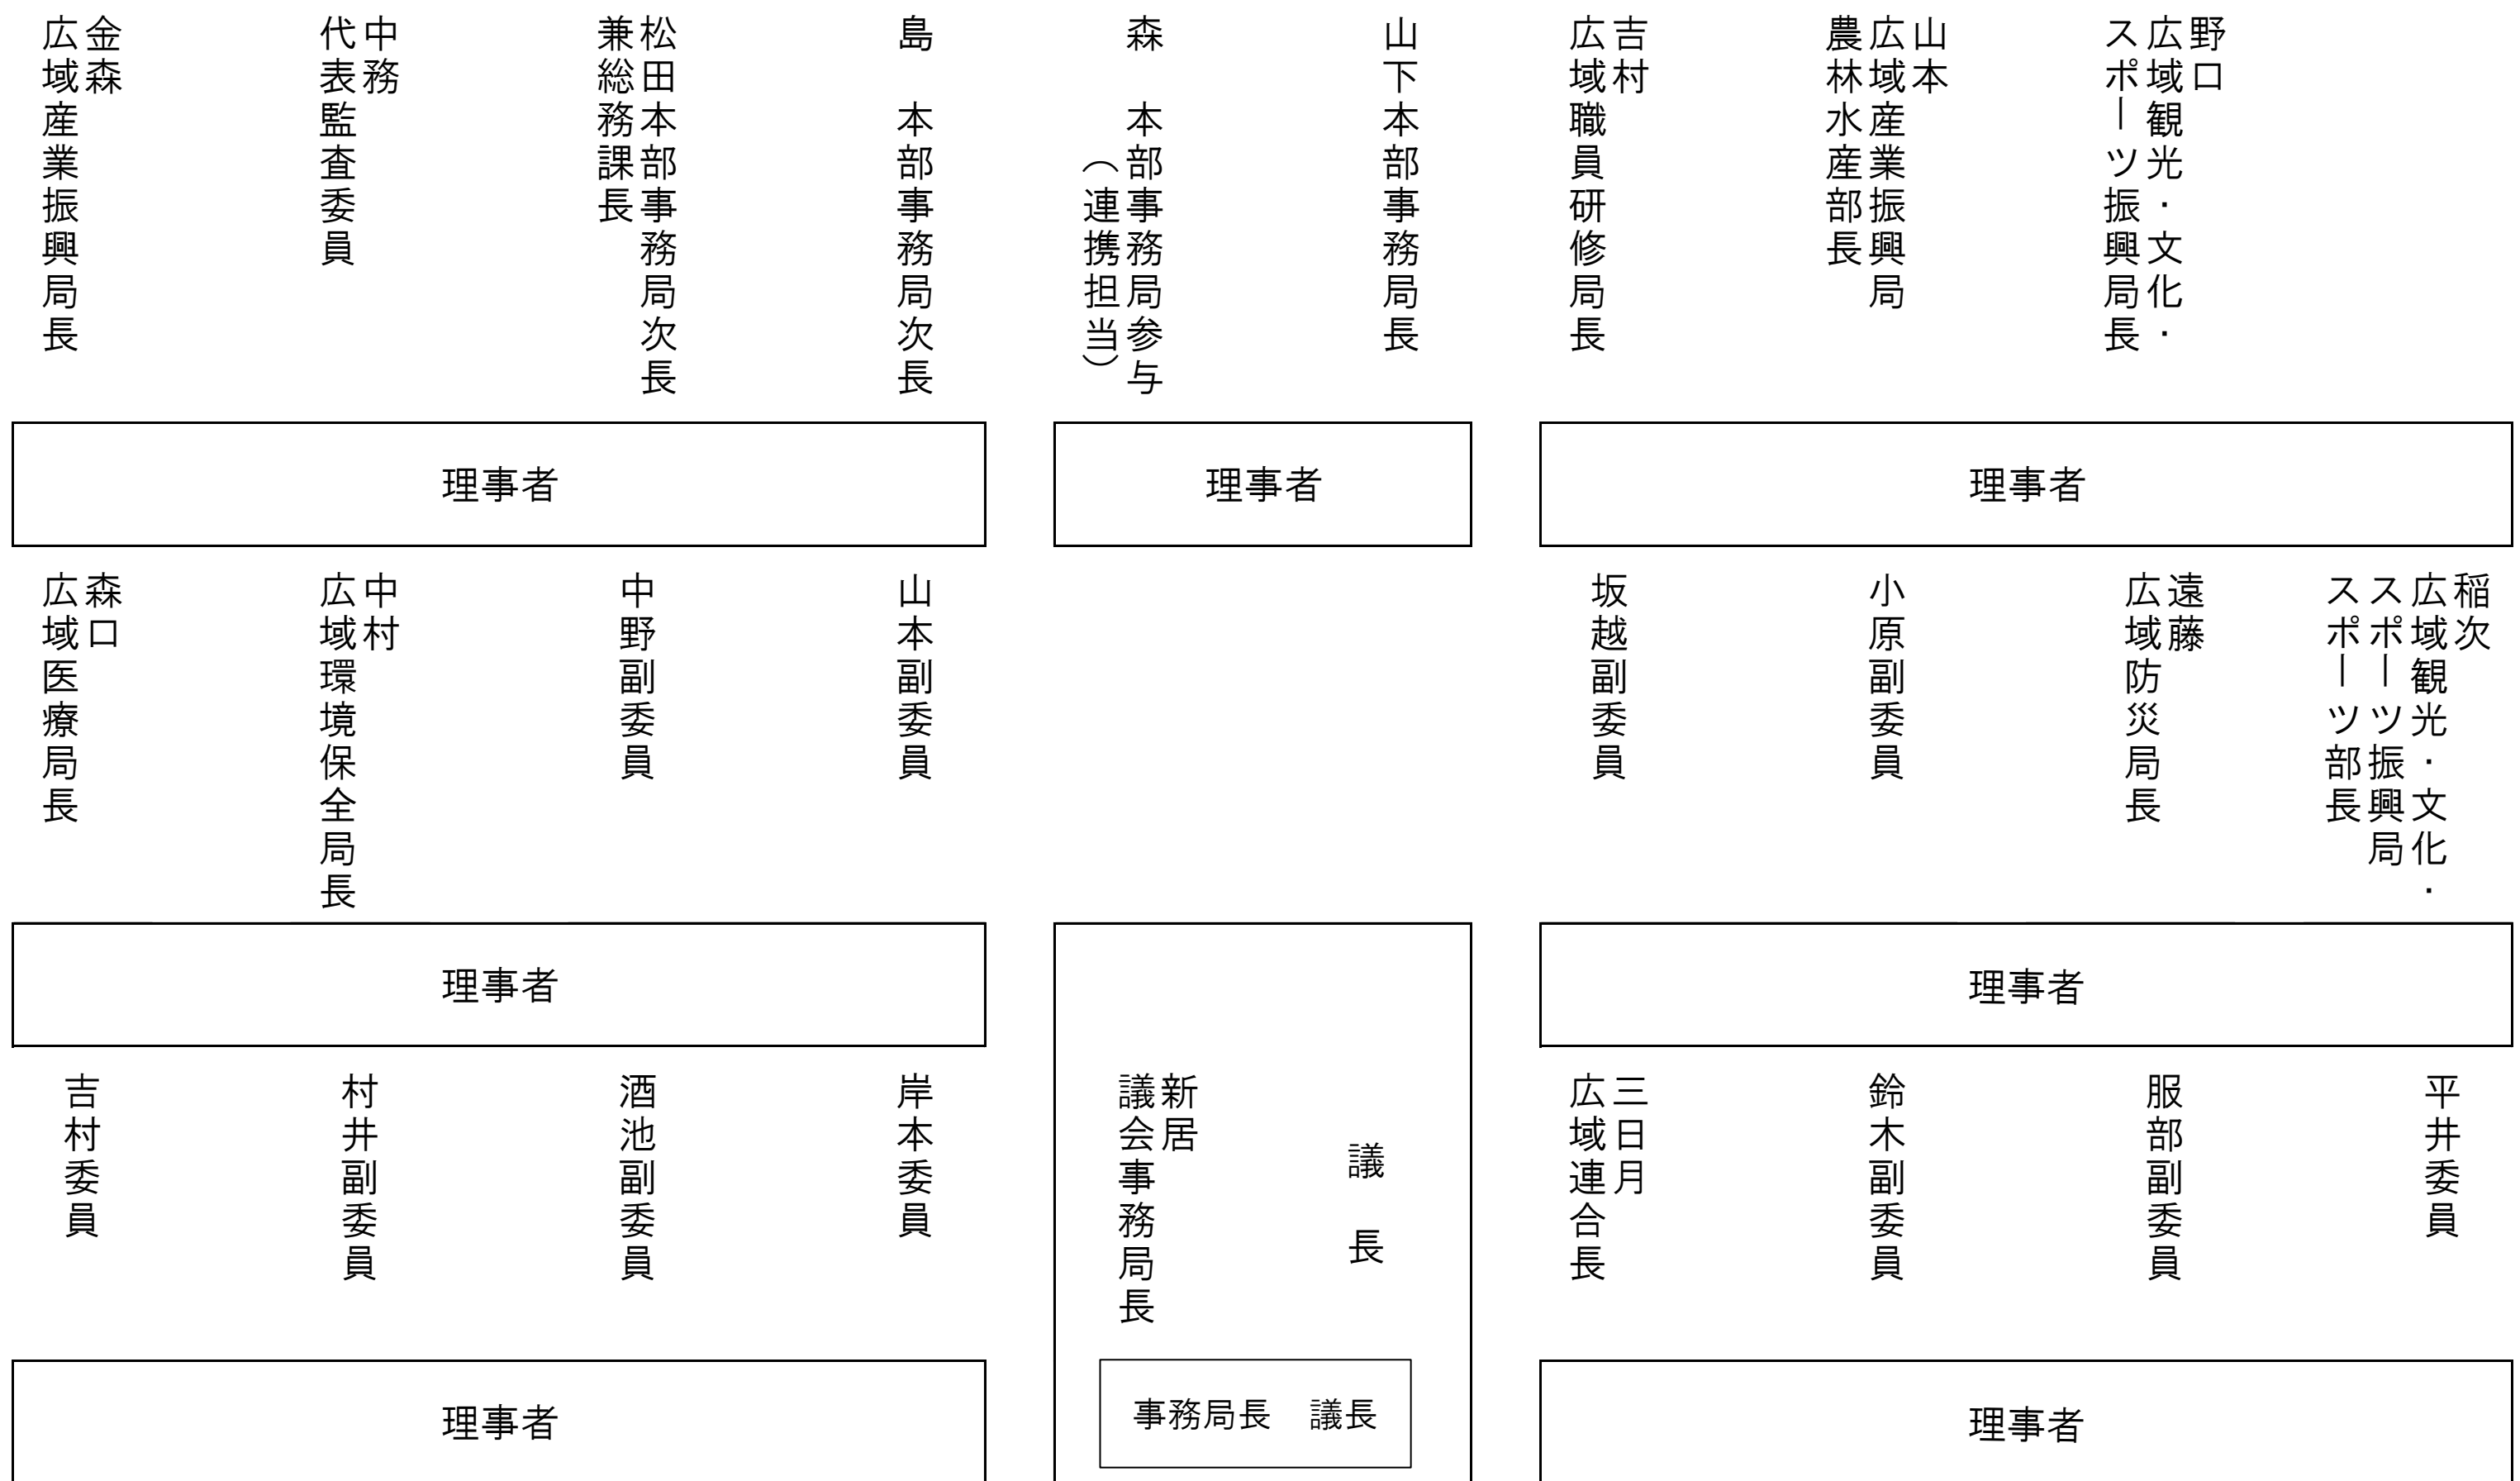 野口
広域観光・文化・
スポーツ振興局長
山本
広域産業振興局
農林水産部長
吉村
広域職員研修局長
山下本部事務局長
森　本部事務局参与
（連携担当）
島　本部事務局次長
松田本部事務局次長
兼総務課長
中務
代表監査委員
金森
広域産業振興局長
理事者
理事者
理事者
稲次
広域観光・文化・
スポーツ振興局
スポーツ部長
遠藤
広域防災局長
小原副委員
坂越副委員
山本副委員
中野副委員
中村
広域環境保全局長
森口
広域医療局長
理事者
理事者
平井委員
服部副委員
鈴木副委員
三日月
広域連合長
議　長
新居
議会事務局長
岸本委員
酒池副委員
村井副委員
吉村委員
理事者
事務局長　議長
理事者